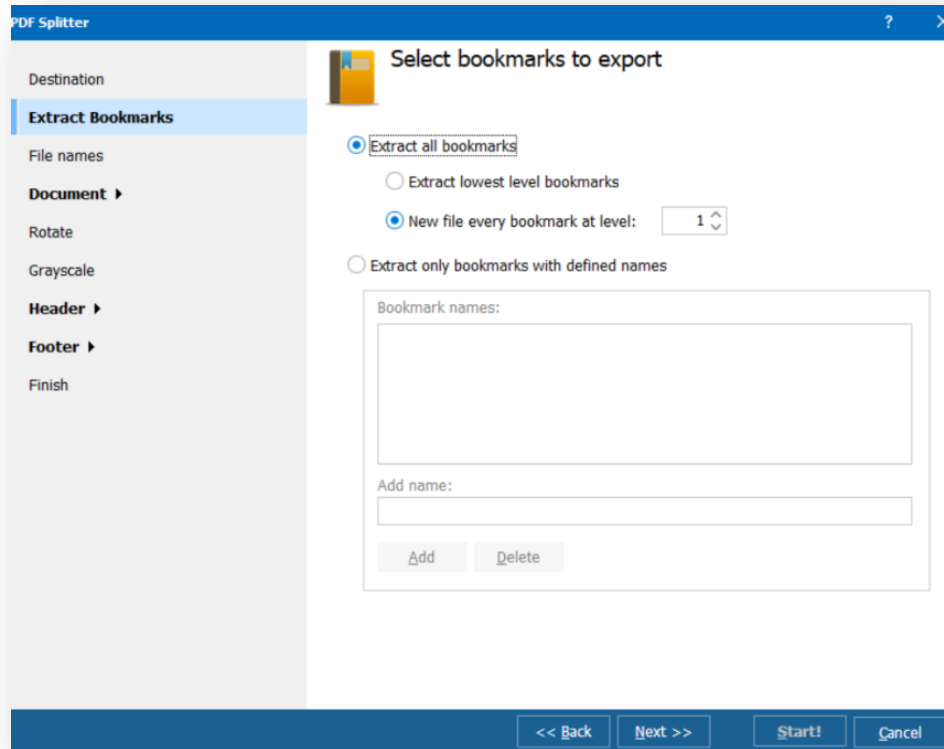 PDF Splitter ?
Destination
Extract Bookmarks
File names
Document
Rotate
Grayscale
Header
Footer
Finish
Select bookmarks to export
Extract all bookmarks
Extract lowest level bookmarks
New file every bookmark at level: 1
Extract only bookmarks with defined names
Bookmark names:
Add name:
Add Delete
<< Back Next >> Start! Cancel